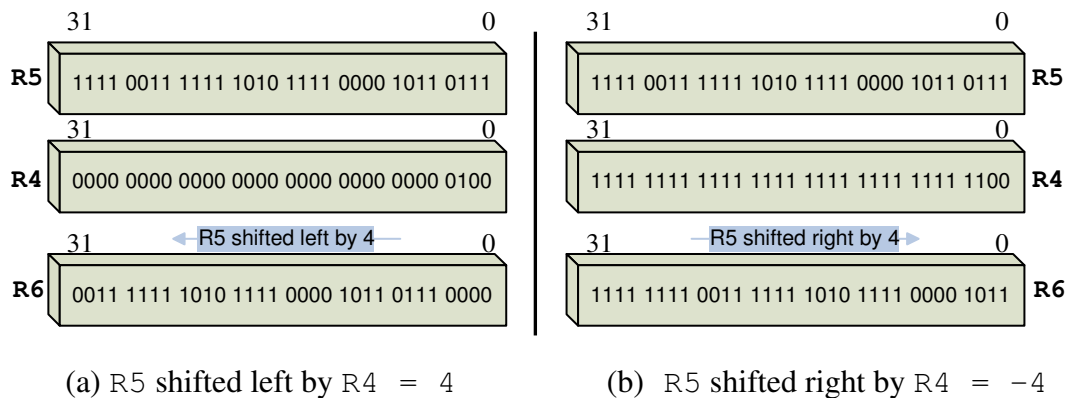 31 0
R5 1111 0011 1111 1010 1111 0000 1011 0111
31 0
R4 0000 0000 0000 0000 0000 0000 0000 0100
R5 shifted left by 4
31 0
R6 0011 1111 1010 1111 0000 1011 0111 0000
(a) R5 shifted left by R4 = 4
31 0
1111 0011 1111 1010 1111 0000 1011 0111 R5
31 0
1111 1111 1111 1111 1111 1111 1111 1100 R4
R5 shifted right by 4
31 0
1111 1111 0011 1111 1010 1111 0000 1011 R6
(b) R5 shifted right by R4 = -4